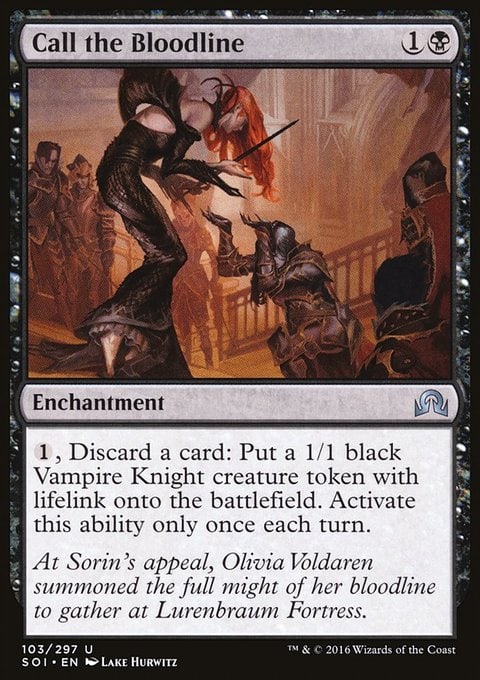 Call the Bloodline 1
Enchantment
1, Discard a card: Put a 1/1 black
Vampire Knight creature token with
lifelink onto the battlefield. Activate
this ability only once each turn.
At Sorin's appeal, Olivia Voldaren
summoned the full might of her bloodline
to gather at Lurenbraum Fortress.
103/297 U
SOI • EN Lake Hurwitz
™ & © 2016 Wizards of the Coast